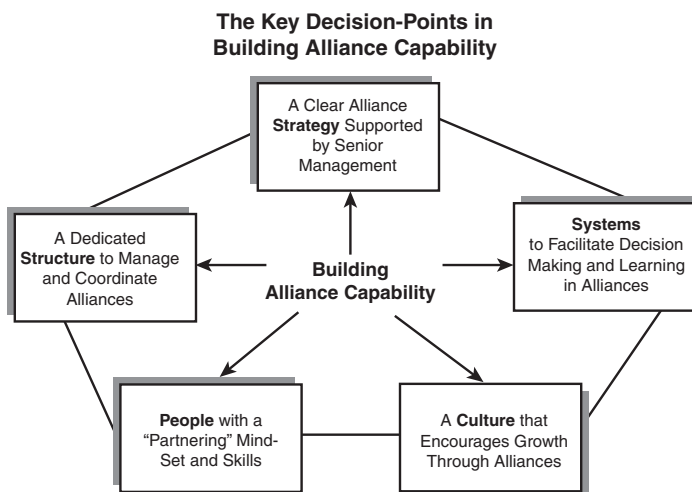 The Key Decision-Points in
Building Alliance Capability
A Clear Alliance
Strategy Supported
by Senior
Management
A Dedicated
Structure to Manage
and Coordinate
Alliances
Systems
to Facilitate Decision
Making and Learning
in Alliances
Building
Alliance Capability
People with a
“Partnering” Mind-
Set and Skills
A Culture that
Encourages Growth
Through Alliances